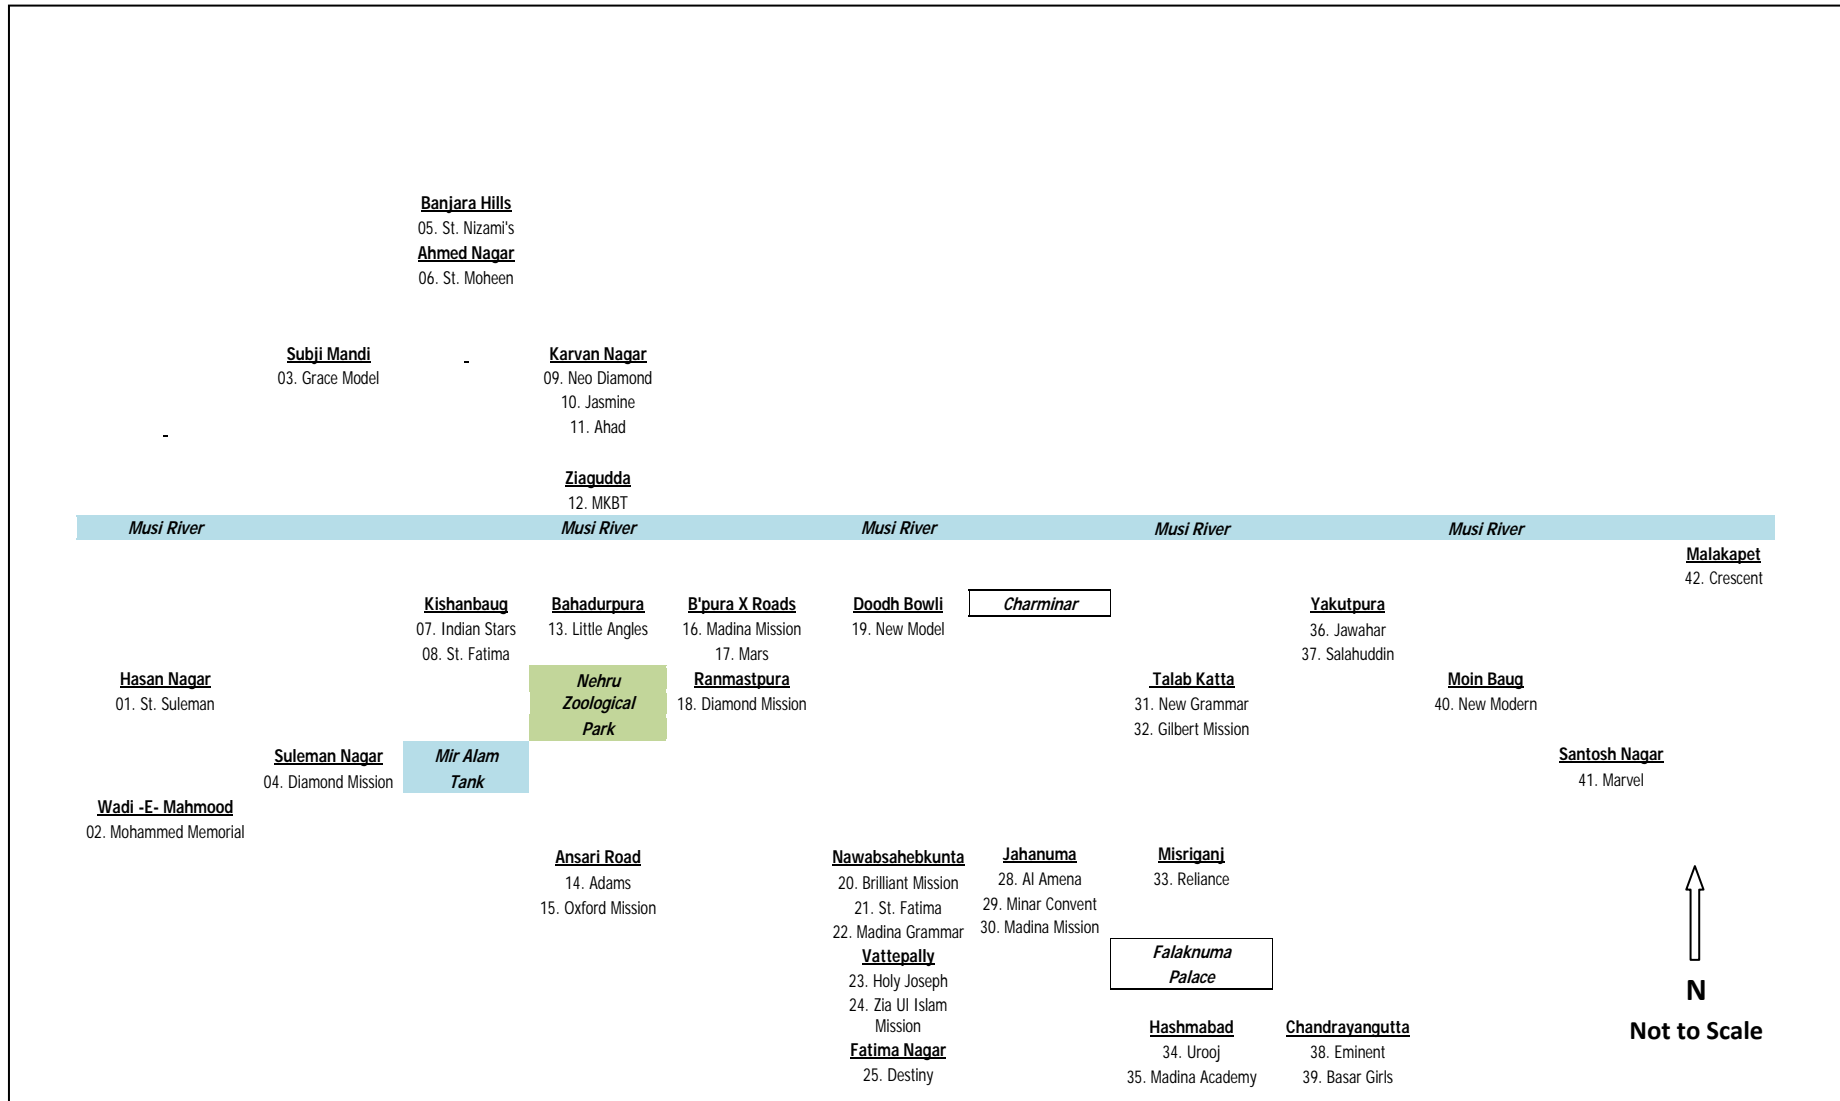 Banjara Hills
05. St. Nizami's
Ahmed Nagar
06. St. Moheen
Subji Mandi
03. Grace Model
-
Karvan Nagar
09. Neo Diamond
10. Jasmine
11. Ahad
-
Ziagudda
12. MKBT
Musi River
Musi River
Musi River
Musi River
Musi River
Malakapet
42. Crescent
Kishanbaug
07. Indian Stars
08. St. Fatima
Bahadurpura
13. Little Angles
B'pura X Roads
16. Madina Mission
17. Mars
Doodh Bowli
19. New Model
Charminar
Yakutpura
36. Jawahar
37. Salahuddin
Hasan Nagar
01. St. Suleman
Nehru
Zoological
Park
Ranmastpura
18. Diamond Mission
Talab Katta
31. New Grammar
32. Gilbert Mission
Moin Baug
40. New Modern
Suleman Nagar
04. Diamond Mission
Mir Alam
Tank
Santosh Nagar
41. Marvel
Wadi -E- Mahmood
02. Mohammed Memorial
Ansari Road
14. Adams
15. Oxford Mission
Nawabsahebkunta
20. Brilliant Mission
21. St. Fatima
22. Madina Grammar
Jahanuma
28. Al Amena
29. Minar Convent
30. Madina Mission
Misriganj
33. Reliance
Vattepally
23. Holy Joseph
24. Zia Ul Islam
Mission
Falaknuma
Palace
Fatima Nagar
25. Destiny
Hashmabad
34. Urooj
35. Madina Academy
Chandrayangutta
38. Eminent
39. Basar Girls
N
Not to Scale